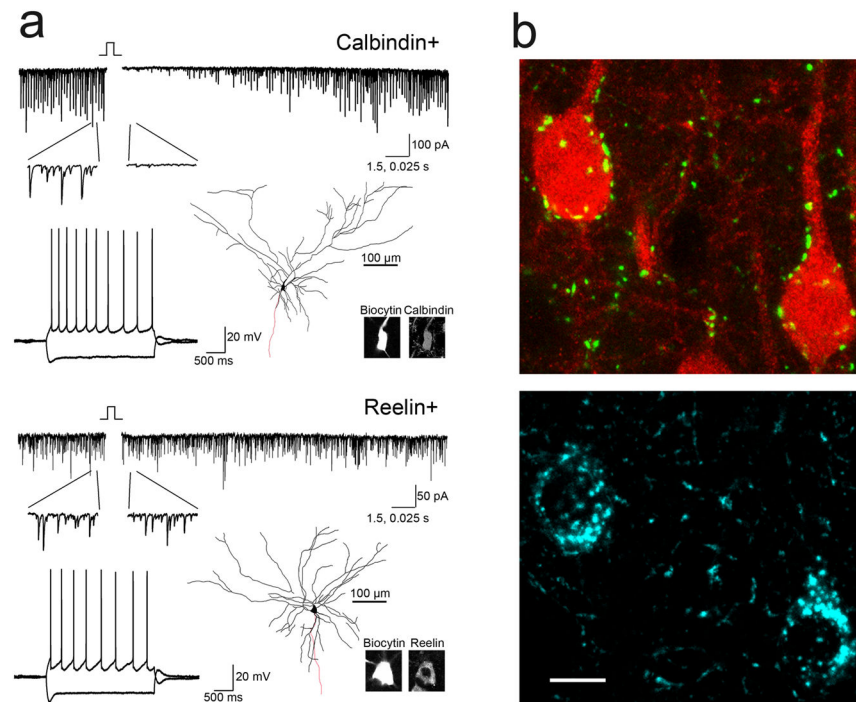 a
Calbindin+
100 pA
1.5, 0.025 s
100 µm
Biocytin Calbindin
20 mV
500 ms
Reelin+
50 pA
1.5, 0.025 s
100 µm
Biocytin Reelin
20 mV
500 ms
b